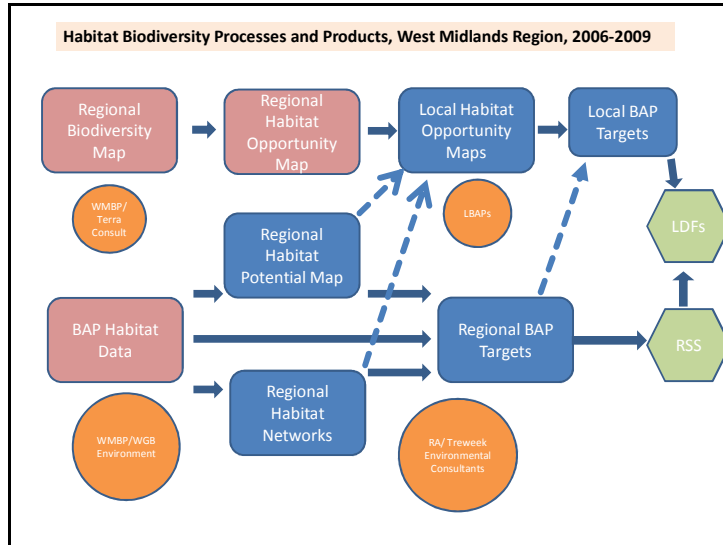 Habitat Biodiversity Processes and Products, West Midlands Region, 2006-2009
Regional
Biodiversity
Map
Regional
Habitat
Opportunity
Map
Local Habitat
Opportunity
Maps
Local BAP
Targets
WMBP/
Terra
Consult
LBAPs
LDFs
Regional
Habitat
Potential Map
BAP Habitat
Data
Regional BAP
Targets
RSS
Regional
Habitat
Networks
WMBP/WGB
Environment
RA/ Treweek
Environmental
Consultants